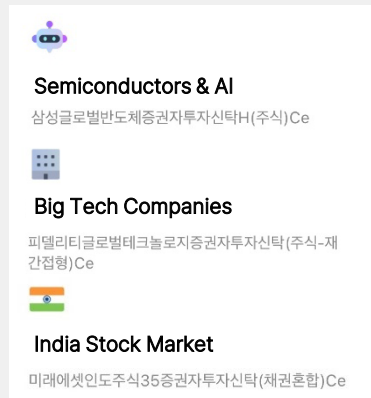 Semiconductors & AI
삼성글로벌반도체증권자투자신탁H(주식)Ce
Big Tech Companies
피델리티글로벌테크놀로지증권자투자신탁(주식-재
간접형)Ce
India Stock Market
미래에셋인도주식35증권자투자신탁(채권혼합)Ce